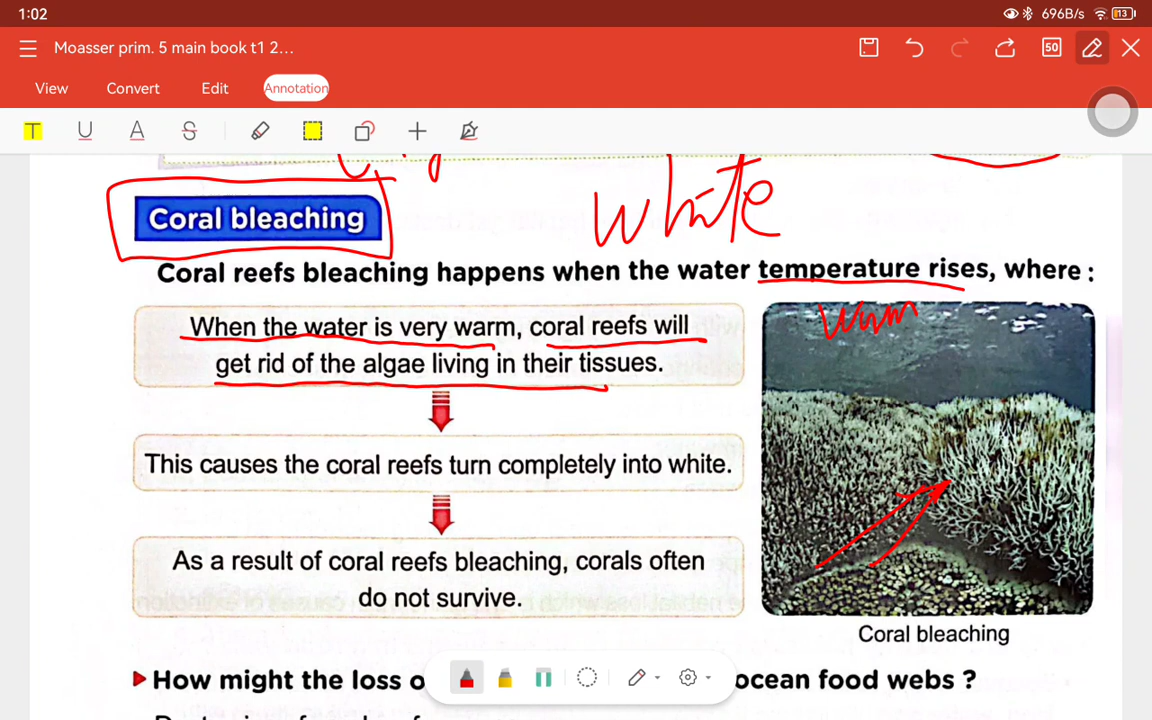 1:02
696B/s
13
Moasser prim. 5 main book t1 2...
50
View Convert Edit Annotation
T U A S
white
Coral bleaching
Coral reefs bleaching happens when the water temperature rises, where :
When the water is very warm, coral reefs will
get rid of the algae living in their tissues.
This causes the coral reefs turn completely into white.
As a result of coral reefs bleaching, corals often
do not survive.
Coral bleaching
How might the loss o
ocean food webs ?